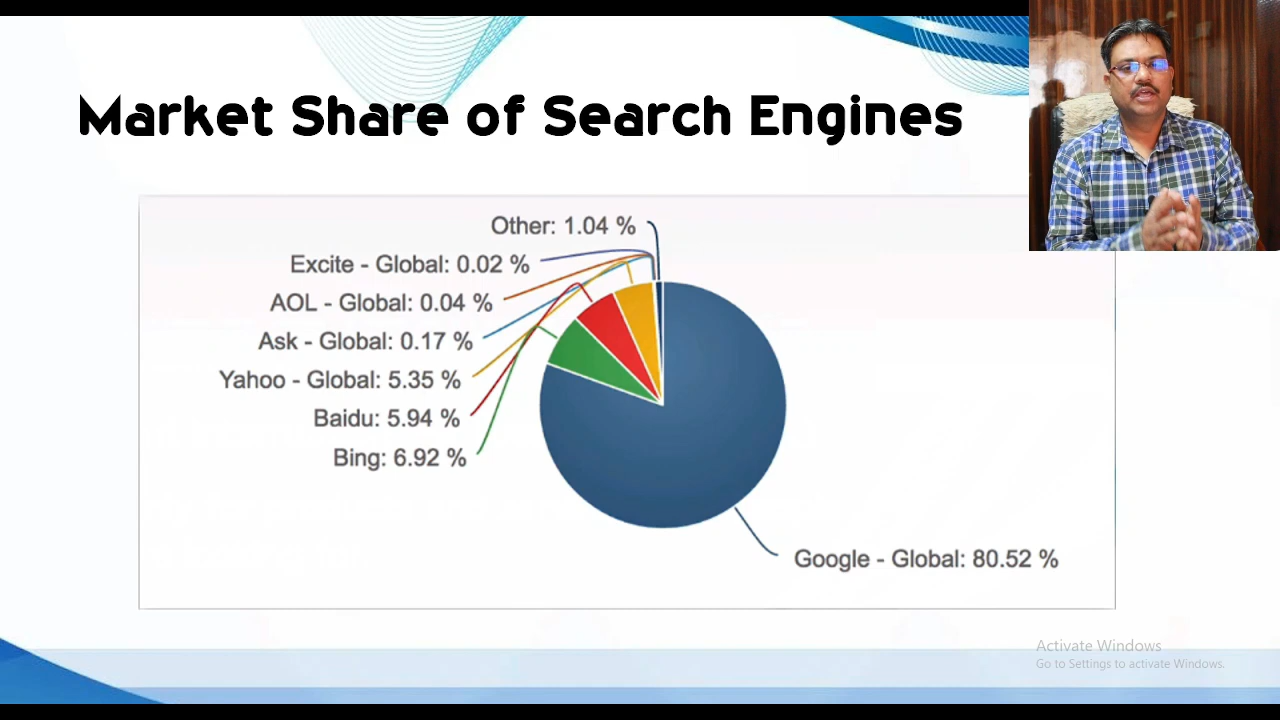 Market Share of Search Engines
Other: 1.04 %
Excite - Global: 0.02 %
AOL - Global: 0.04 %
Ask - Global: 0.17 %
Yahoo - Global: 5.35 %
Baidu: 5.94 %
Bing: 6.92 %
Google - Global: 80.52 %
Activate Windows
Go to Settings to activate Windows.